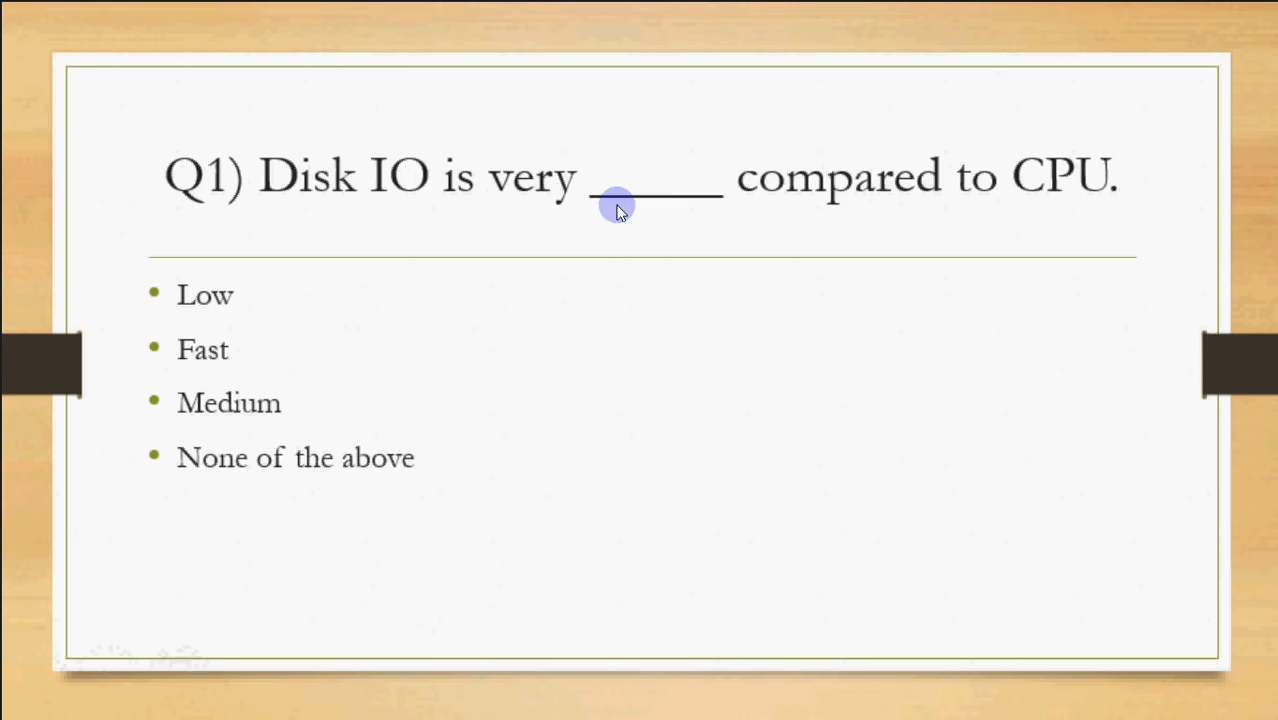 Q1) Disk IO is very ______ compared to CPU.
• Low
• Fast
• Medium
• None of the above